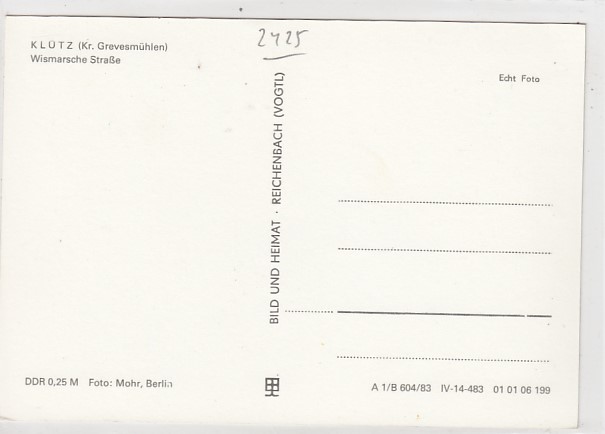 2425
KLÜTZ (Kr. Grevesmühlen)
Wismarsche Straße
Echt Foto
BILD UND HEIMAT · REICHENBACH (VOGTL)
DDR 0,25 M Foto: Mohr, Berlin
A 1/B 604/83 IV-14-483 01 01 06 199